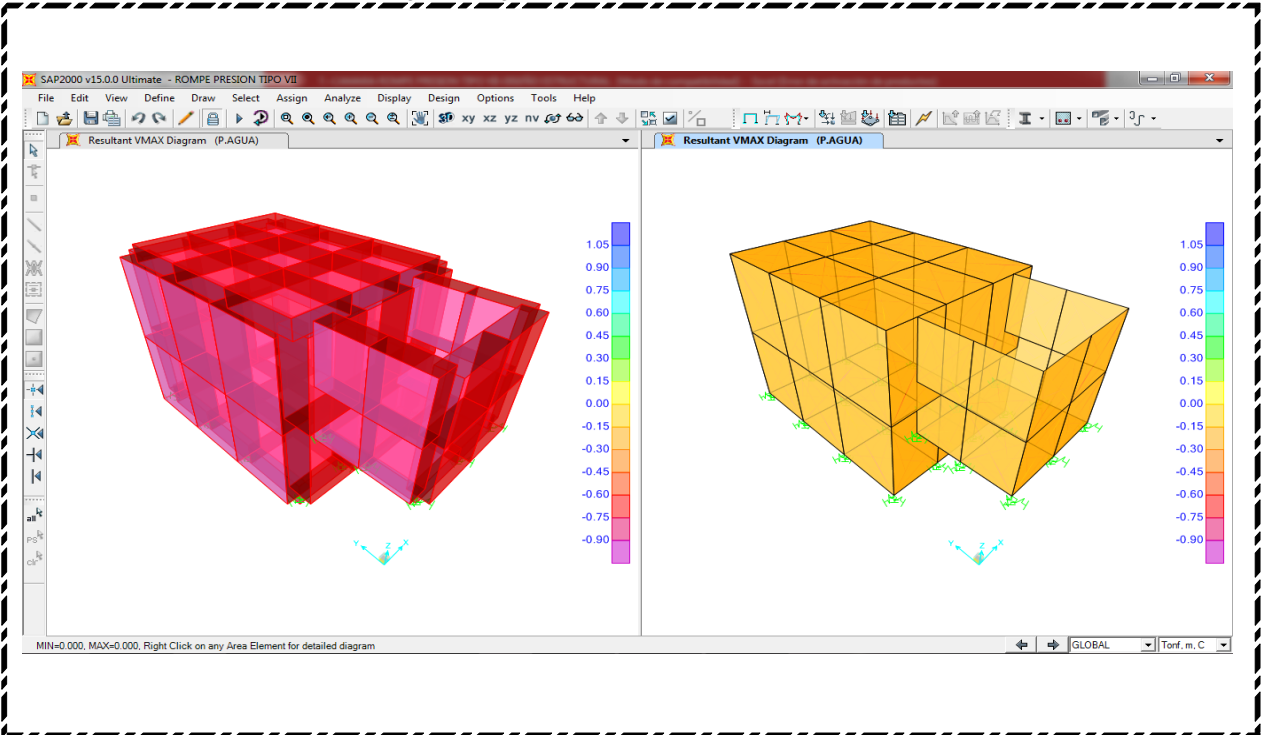 SAP2000 v15.0.0 Ultimate - ROMPE PRESION TIPO VII
File Edit View Define Draw Select Assign Analyze Display Design Options Tools Help
3D xy xz yz nv
Resultant VMAX Diagram (P.AGUA)
1.05
0.90
0.75
0.60
0.45
0.30
0.15
0.00
-0.15
-0.30
-0.45
-0.60
-0.75
-0.90
Y Z X
Resultant VMAX Diagram (P.AGUA)
1.05
0.90
0.75
0.60
0.45
0.30
0.15
0.00
-0.15
-0.30
-0.45
-0.60
-0.75
-0.90
Y Z X
all
PS
clr
MIN=0.000, MAX=0.000, Right Click on any Area Element for detailed diagram
GLOBAL
Tonf, m, C